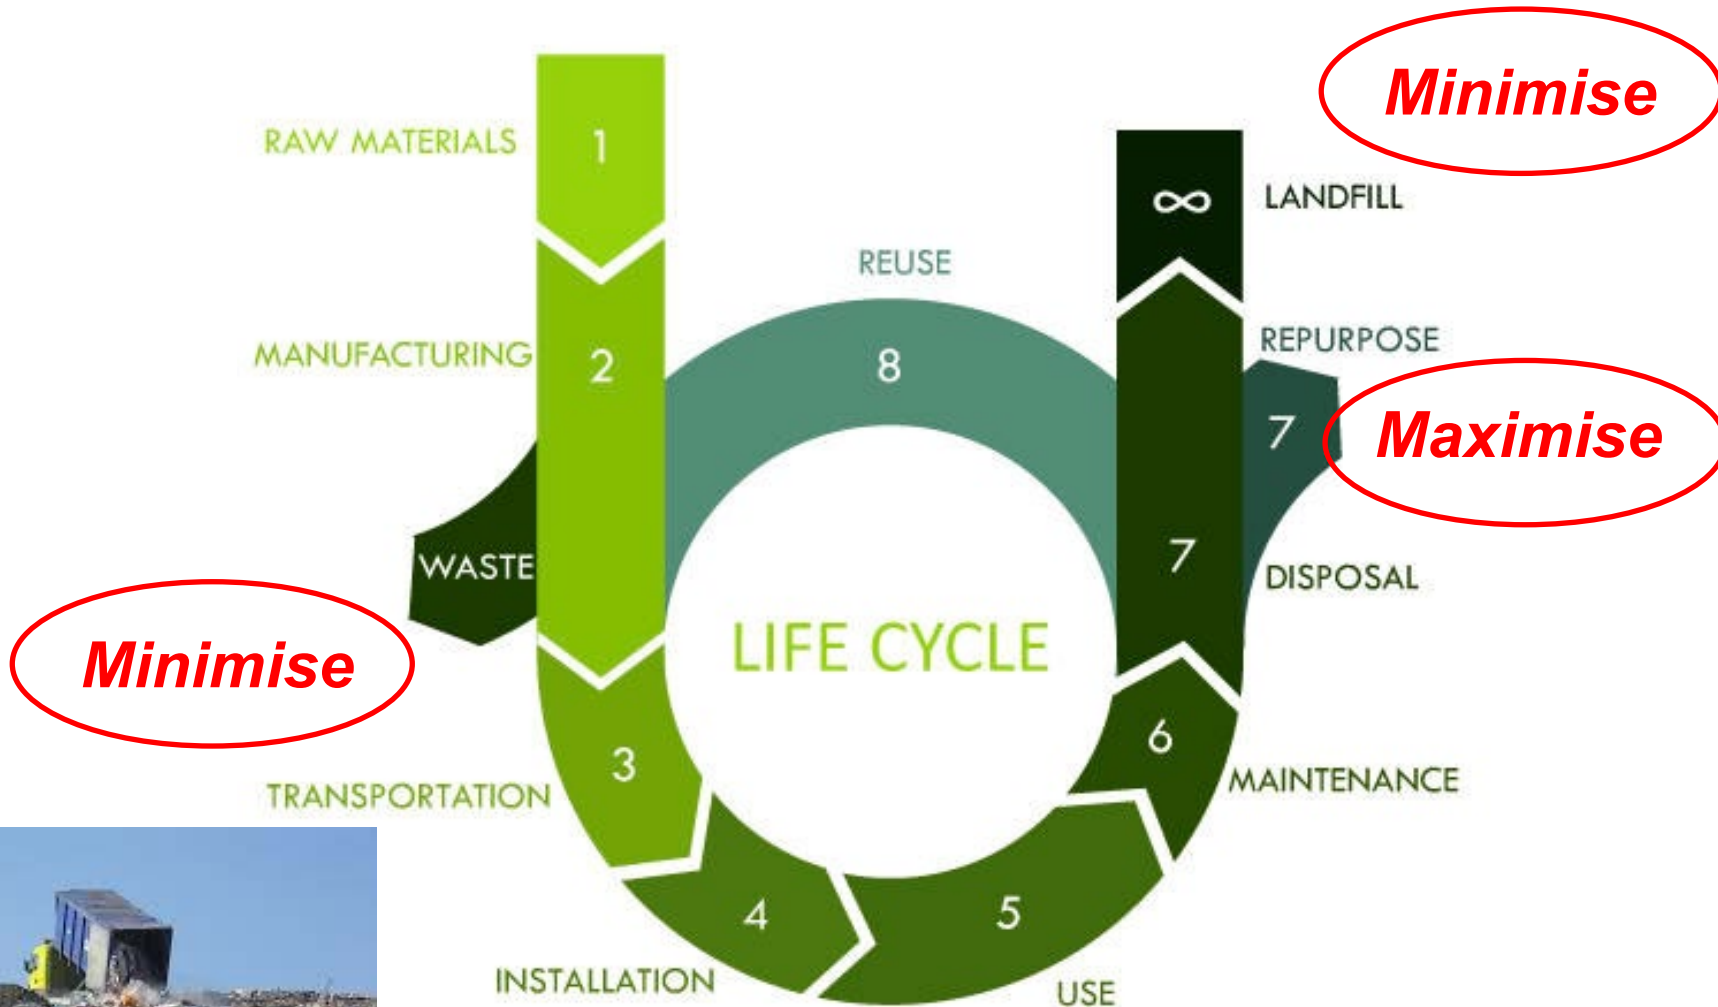 Minimise
RAW MATERIALS
1
∞
LANDFILL
REUSE
REPURPOSE
MANUFACTURING
2
8
7
Maximise
WASTE
7
DISPOSAL
Minimise
LIFE CYCLE
3
6
TRANSPORTATION
MAINTENANCE
4
5
INSTALLATION
USE